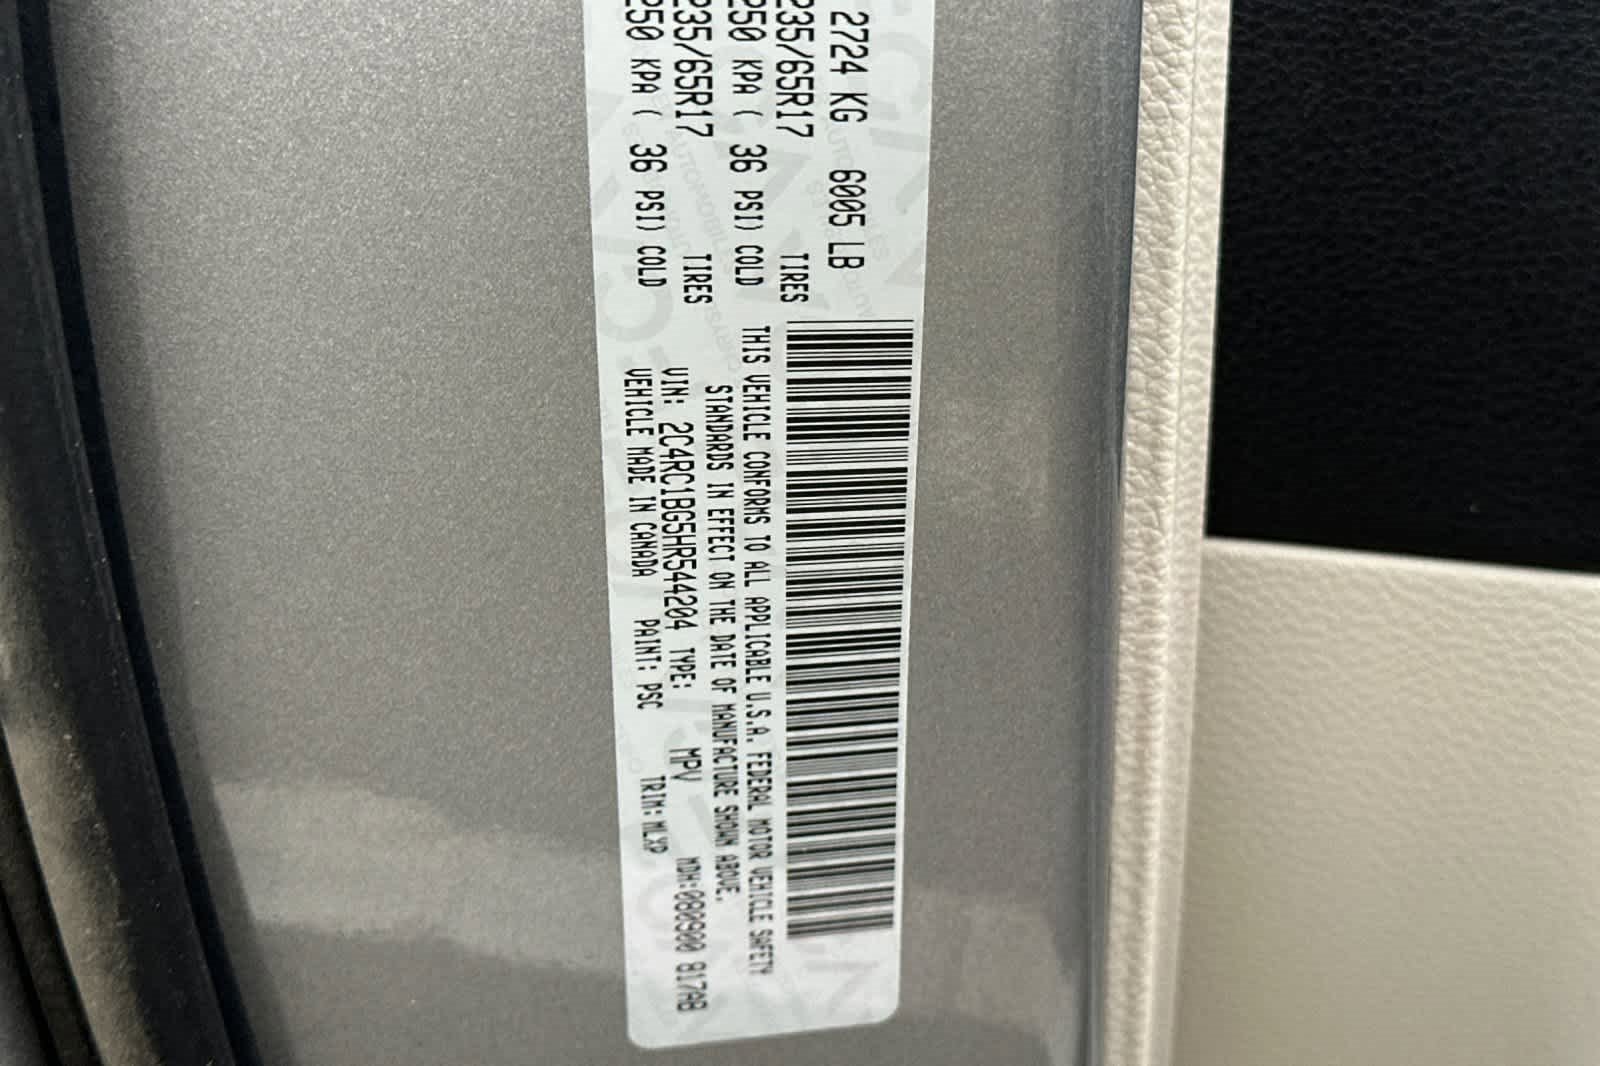 2724 KG 6005 LB
235/65R17 TIRES
250 KPA ( 36 PSI) COLD
235/65R17 TIRES
250 KPA ( 36 PSI) COLD
THIS VEHICLE CONFORMS TO ALL APPLICABLE U.S.A. FEDERAL MOTOR VEHICLE SAFETY
STANDARDS IN EFFECT ON THE DATE OF MANUFACTURE SHOWN ABOVE.
VIN: 2C4RC1BG5HR544204 TYPE: MPV MDH:080900 817AB
VEHICLE MADE IN CANADA PAINT: PSC TRIM: MLXP